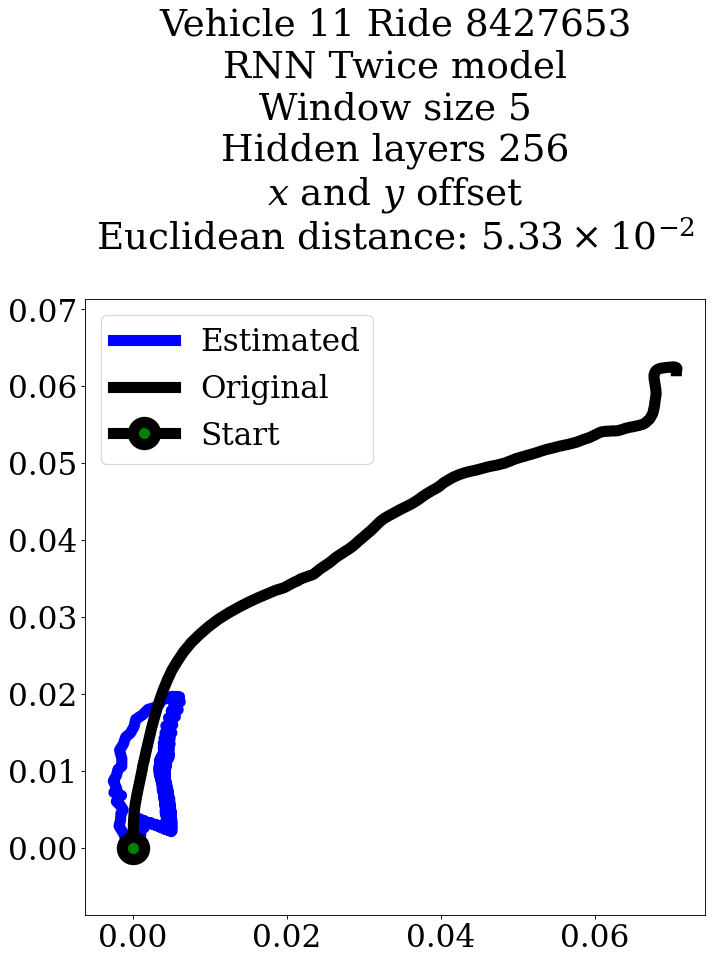 Vehicle 11 Ride 8427653
RNN Twice model
Window size 5
Hidden layers 256
x and y offset
Euclidean distance: 5.33 × 10⁻²
Estimated
Original
Start
0.07
0.06
0.05
0.04
0.03
0.02
0.01
0.00
0.00 0.02 0.04 0.06